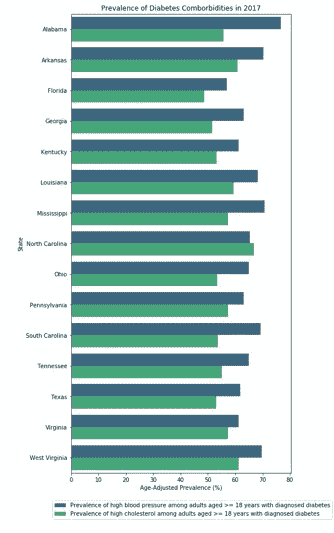 Prevalence of Diabetes Comborbidities in 2017
Alabama
Arkansas
Florida
Georgia
Kentucky
Louisiana
Mississippi
North Carolina
Ohio
Pennsylvania
South Carolina
Tennessee
Texas
Virginia
West Virginia
State
0 10 20 30 40 50 60 70 80
Age-Adjusted Prevalence (%)
Prevalence of high blood pressure among adults aged >= 18 years with diagnosed diabetes
Prevalence of high cholesterol among adults aged >= 18 years with diagnosed diabetes